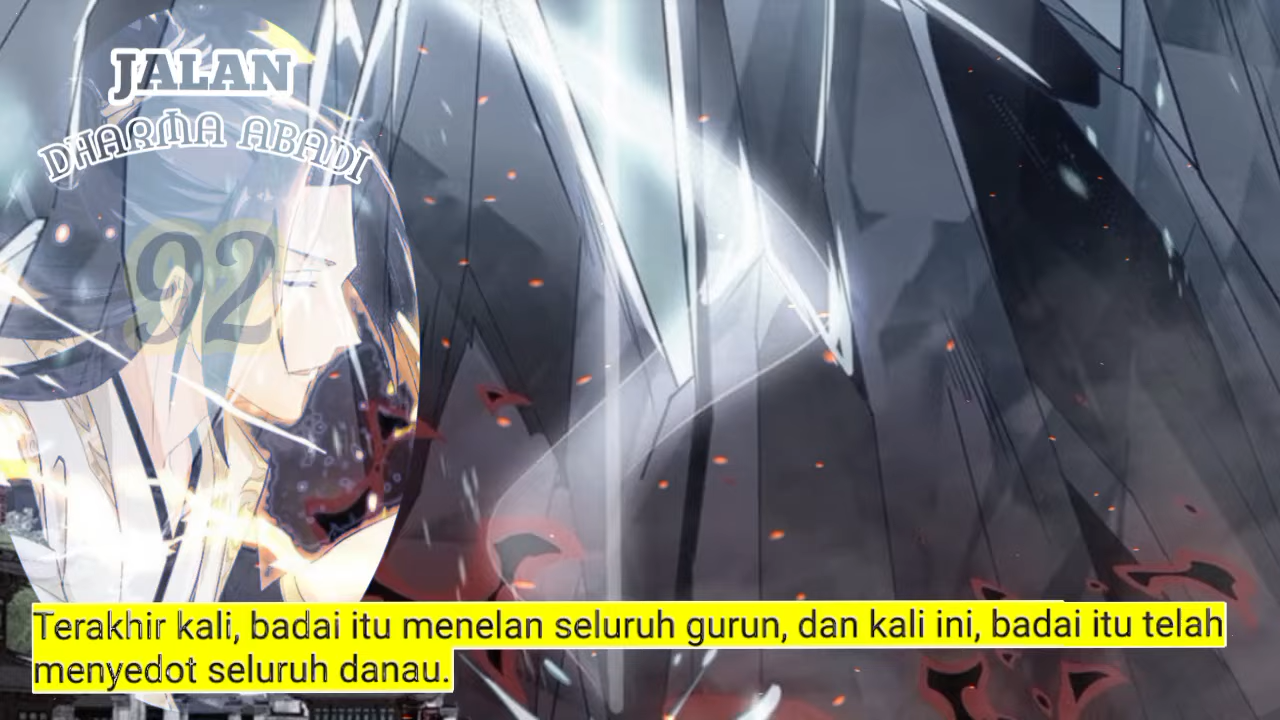 JALAN
DHARMA ABADI
92
Terakhir kali, badai itu menelan seluruh gurun, dan kali ini, badai itu telah
menyedot seluruh danau.